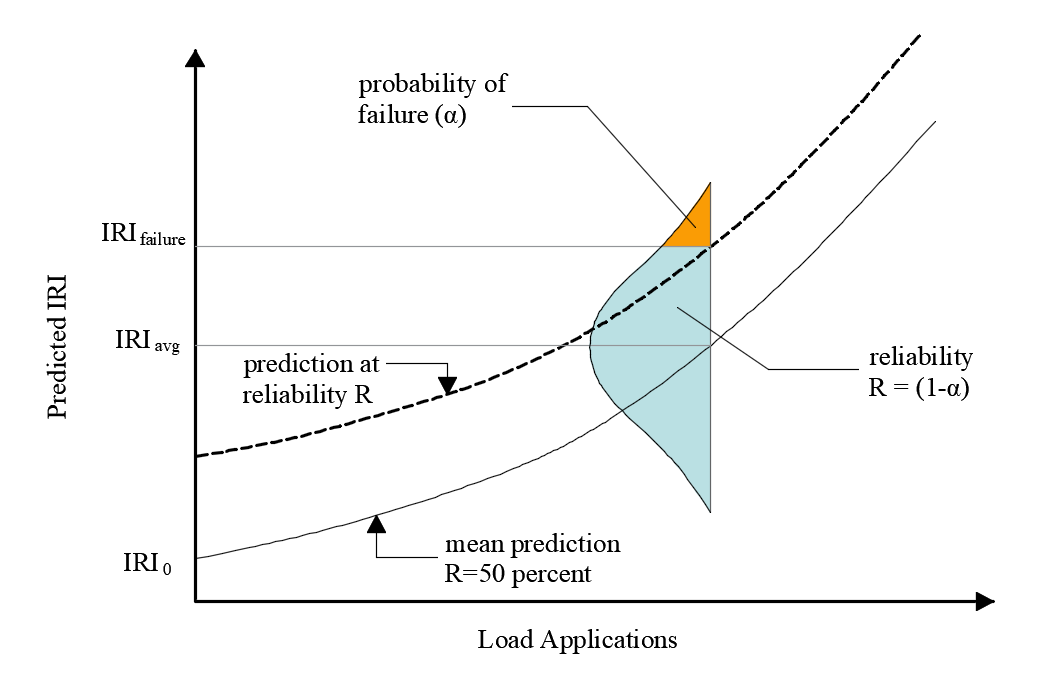 probability of
failure (α)
IRI failure
IRI avg
prediction at
reliability R
reliability
R = (1-α)
mean prediction
R=50 percent
IRI 0
Predicted IRI
Load Applications